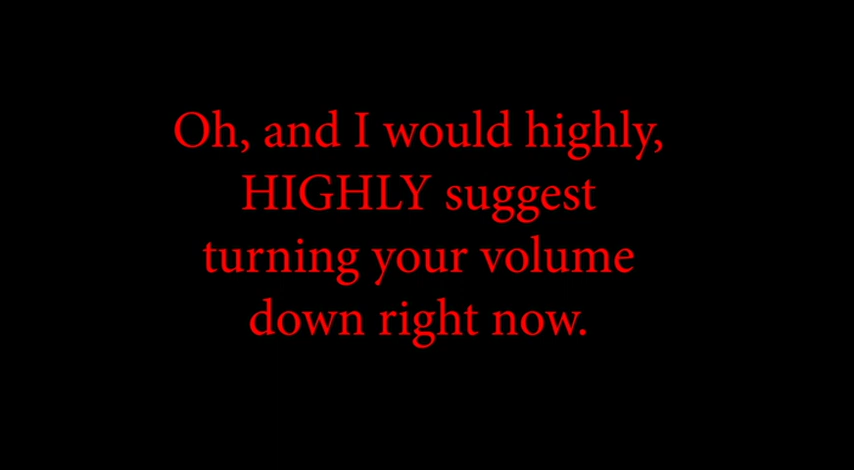 Oh, and I would highly,
HIGHLY suggest
turning your volume
down right now.